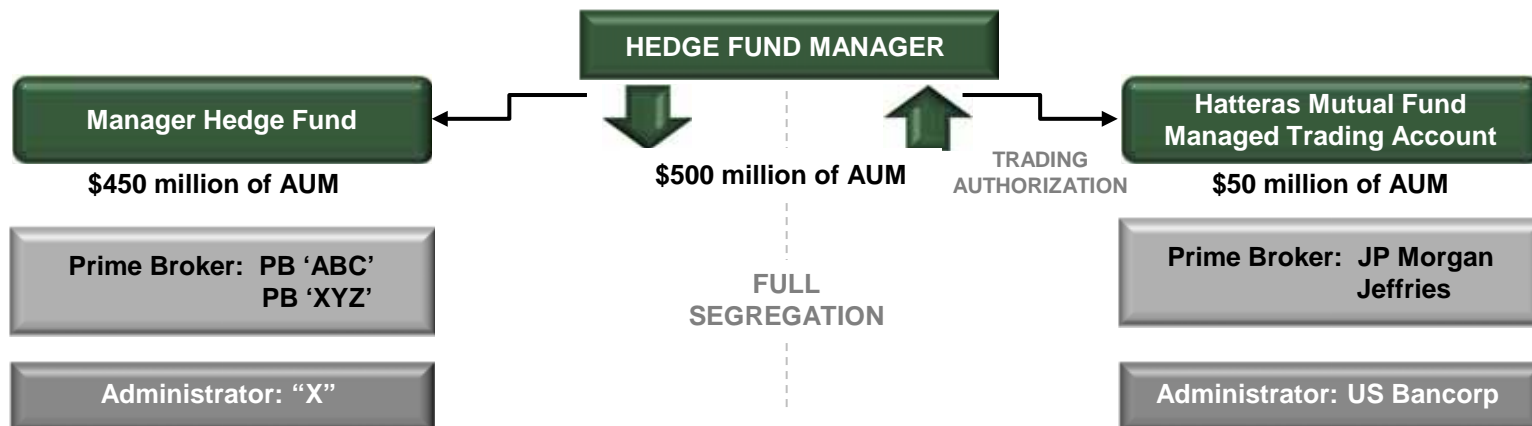 HEDGE FUND MANAGER
Manager Hedge Fund
$450 million of AUM
Prime Broker: PB ‘ABC’
PB ‘XYZ’
Administrator: “X”
$500 million of AUM
FULL
SEGREGATION
TRADING
AUTHORIZATION
Hatteras Mutual Fund
Managed Trading Account
$50 million of AUM
Prime Broker: JP Morgan
Jeffries
Administrator: US Bancorp